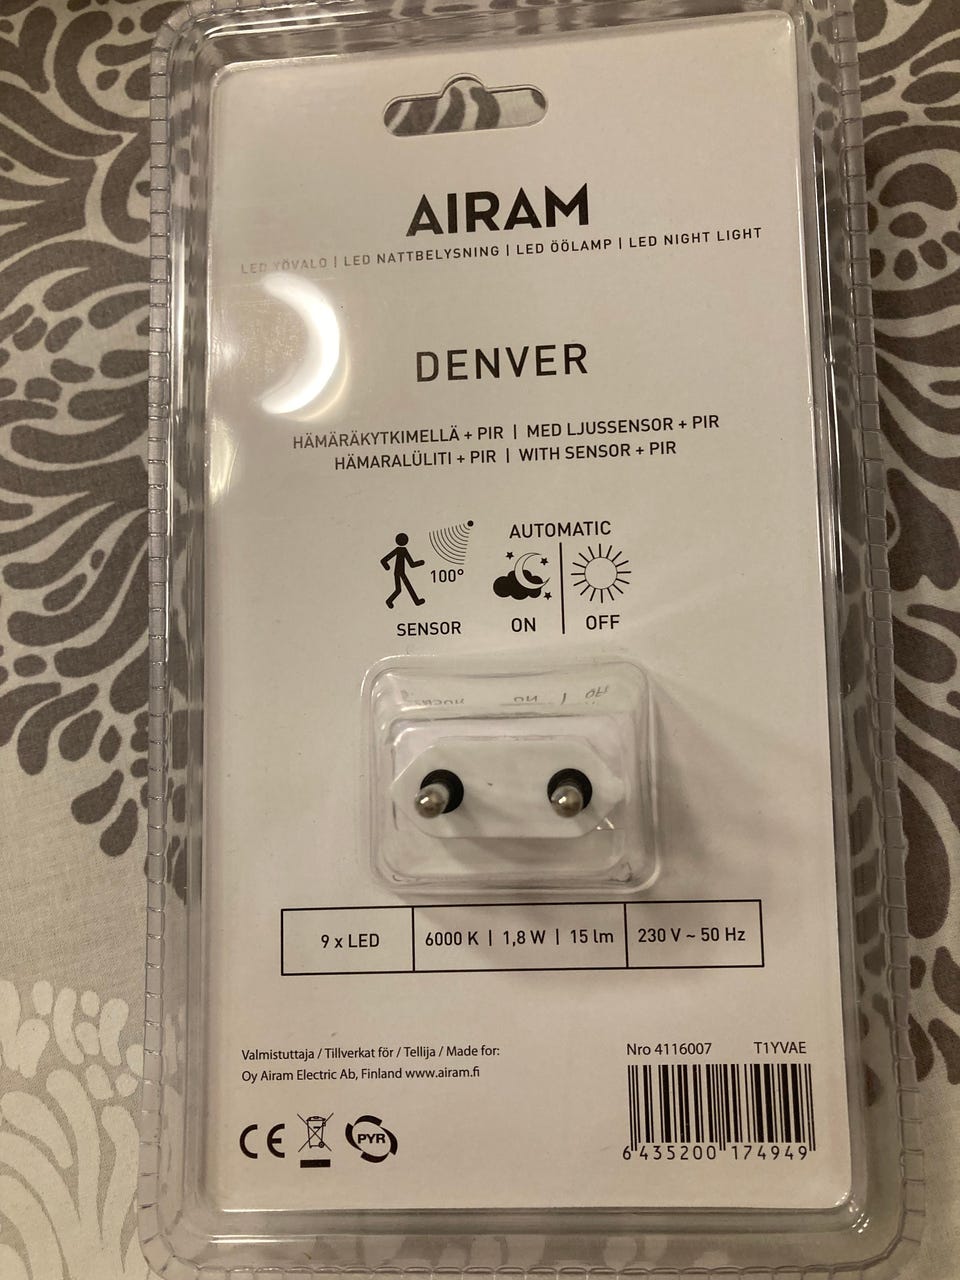 AIRAM
LED YÖVALO | LED NATTBELYSNING | LED ÖÖLAMP | LED NIGHT LIGHT
DENVER
HÄMÄRÄKYTKIMELLÄ + PIR | MED LJUSSENSOR + PIR
HÄMARALÜLITI + PIR | WITH SENSOR + PIR
100°
SENSOR
AUTOMATIC
ON | OFF
9 x LED
6000 K | 1,8 W | 15 lm
230 V ~ 50 Hz
Valmistuttaja / Tillverkat för / Tellija / Made for:
Oy Airam Electric Ab, Finland www.airam.fi
CE
PYR
Nro 4116007 T1YVAE
6 435200 174949